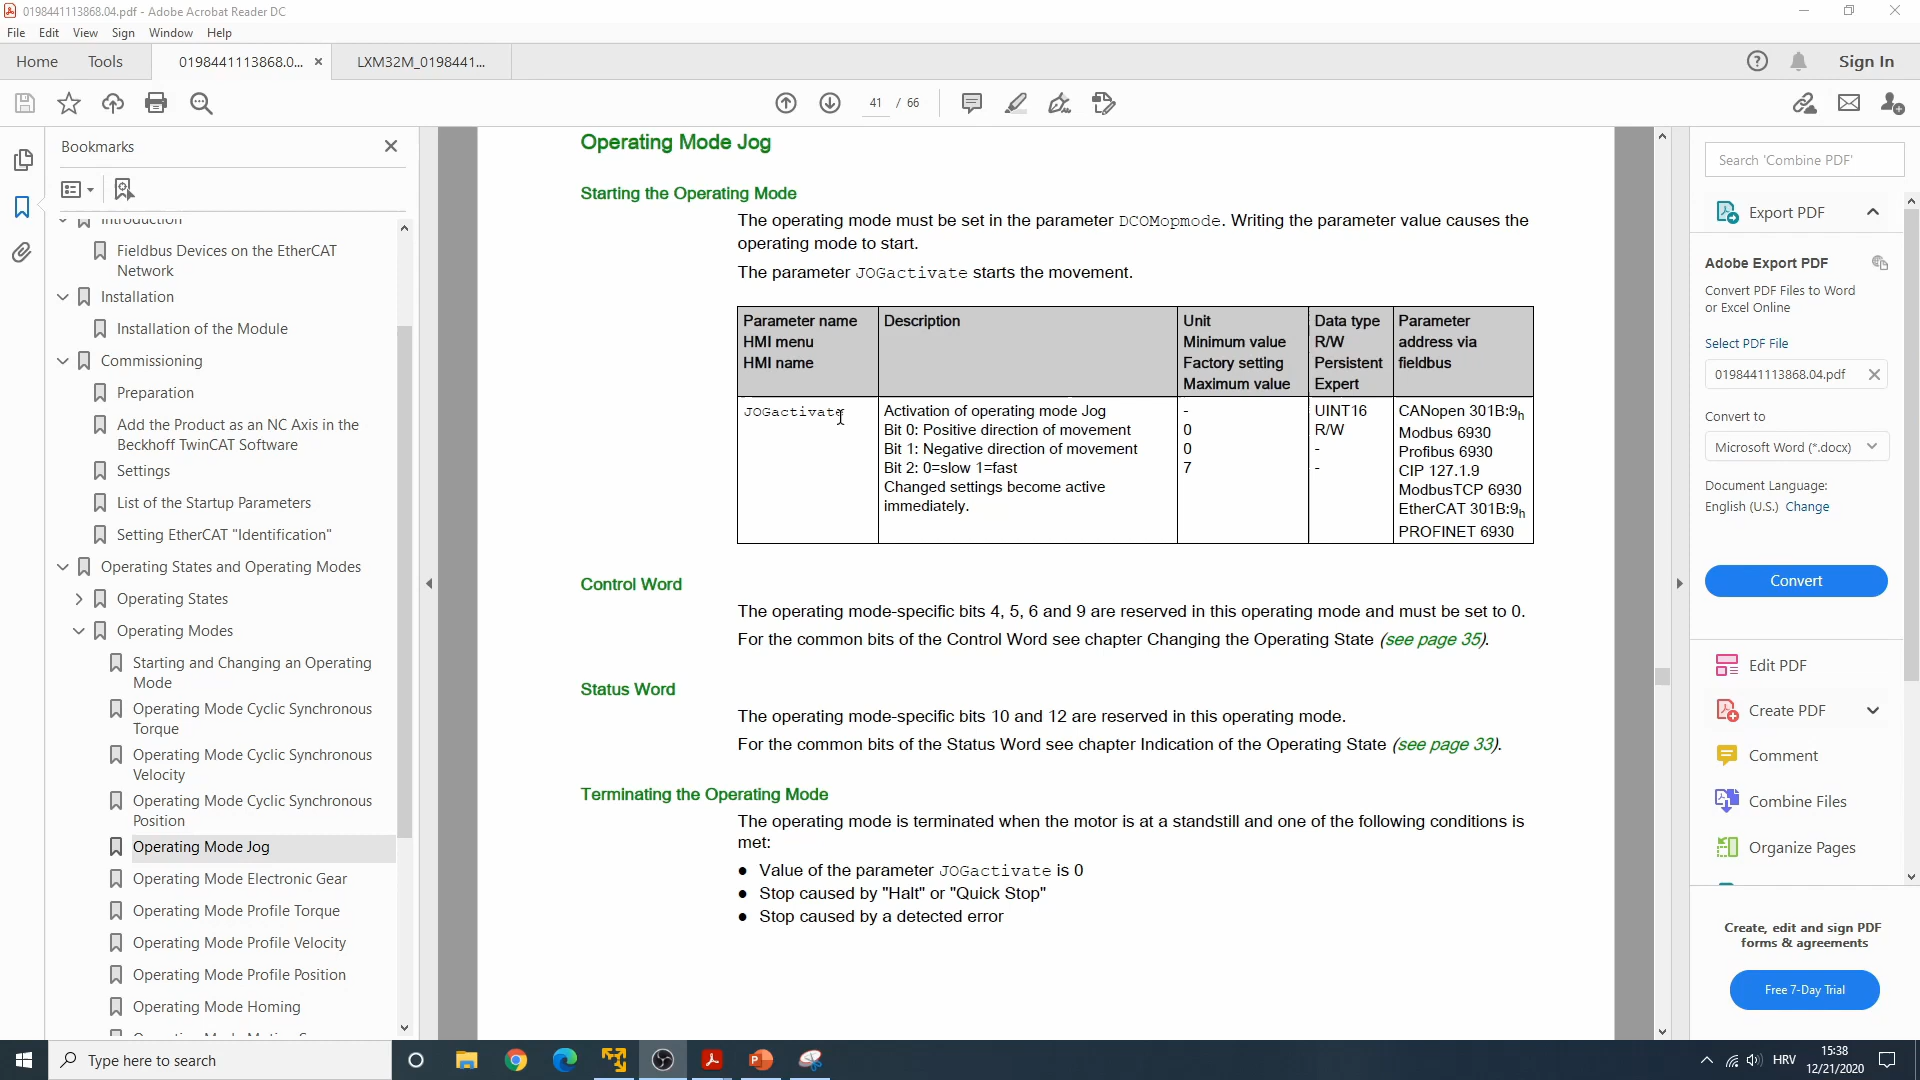 0198441113868.04.pdf - Adobe Acrobat Reader DC
File Edit View Sign Window Help
Home Tools 0198441113868.0... × LXM32M_0198441... Sign In
41 / 66
Bookmarks
Introduction
Fieldbus Devices on the EtherCAT
Network
Installation
Installation of the Module
Commissioning
Preparation
Add the Product as an NC Axis in the
Beckhoff TwinCAT Software
Settings
List of the Startup Parameters
Setting EtherCAT "Identification"
Operating States and Operating Modes
Operating States
Operating Modes
Starting and Changing an Operating
Mode
Operating Mode Cyclic Synchronous
Torque
Operating Mode Cyclic Synchronous
Velocity
Operating Mode Cyclic Synchronous
Position
Operating Mode Jog
Operating Mode Electronic Gear
Operating Mode Profile Torque
Operating Mode Profile Velocity
Operating Mode Profile Position
Operating Mode Homing
Operating Mode Jog
Starting the Operating Mode
The operating mode must be set in the parameter DCOMopmode. Writing the parameter value causes the
operating mode to start.
The parameter JOGactivate starts the movement.
Parameter name
HMI menu
HMI name
Description
Unit
Minimum value
Factory setting
Maximum value
Data type
R/W
Persistent
Expert
Parameter
address via
fieldbus
JOGactivate
Activation of operating mode Jog
Bit 0: Positive direction of movement
Bit 1: Negative direction of movement
Bit 2: 0=slow 1=fast
Changed settings become active
immediately.
-
0
0
7
UINT16
R/W
-
-
CANopen 301B:9h
Modbus 6930
Profibus 6930
CIP 127.1.9
ModbusTCP 6930
EtherCAT 301B:9h
PROFINET 6930
Control Word
The operating mode-specific bits 4, 5, 6 and 9 are reserved in this operating mode and must be set to 0.
For the common bits of the Control Word see chapter Changing the Operating State (see page 35).
Status Word
The operating mode-specific bits 10 and 12 are reserved in this operating mode.
For the common bits of the Status Word see chapter Indication of the Operating State (see page 33).
Terminating the Operating Mode
The operating mode is terminated when the motor is at a standstill and one of the following conditions is
met:
● Value of the parameter JOGactivate is 0
● Stop caused by "Halt" or "Quick Stop"
● Stop caused by a detected error
Search 'Combine PDF'
Export PDF
Adobe Export PDF
Convert PDF Files to Word
or Excel Online
Select PDF File
0198441113868.04.pdf
Convert to
Microsoft Word (*.docx)
Document Language:
English (U.S.) Change
Convert
Edit PDF
Create PDF
Comment
Combine Files
Organize Pages
Create, edit and sign PDF
forms & agreements
Free 7-Day Trial
Type here to search
HRV
15:38
12/21/2020